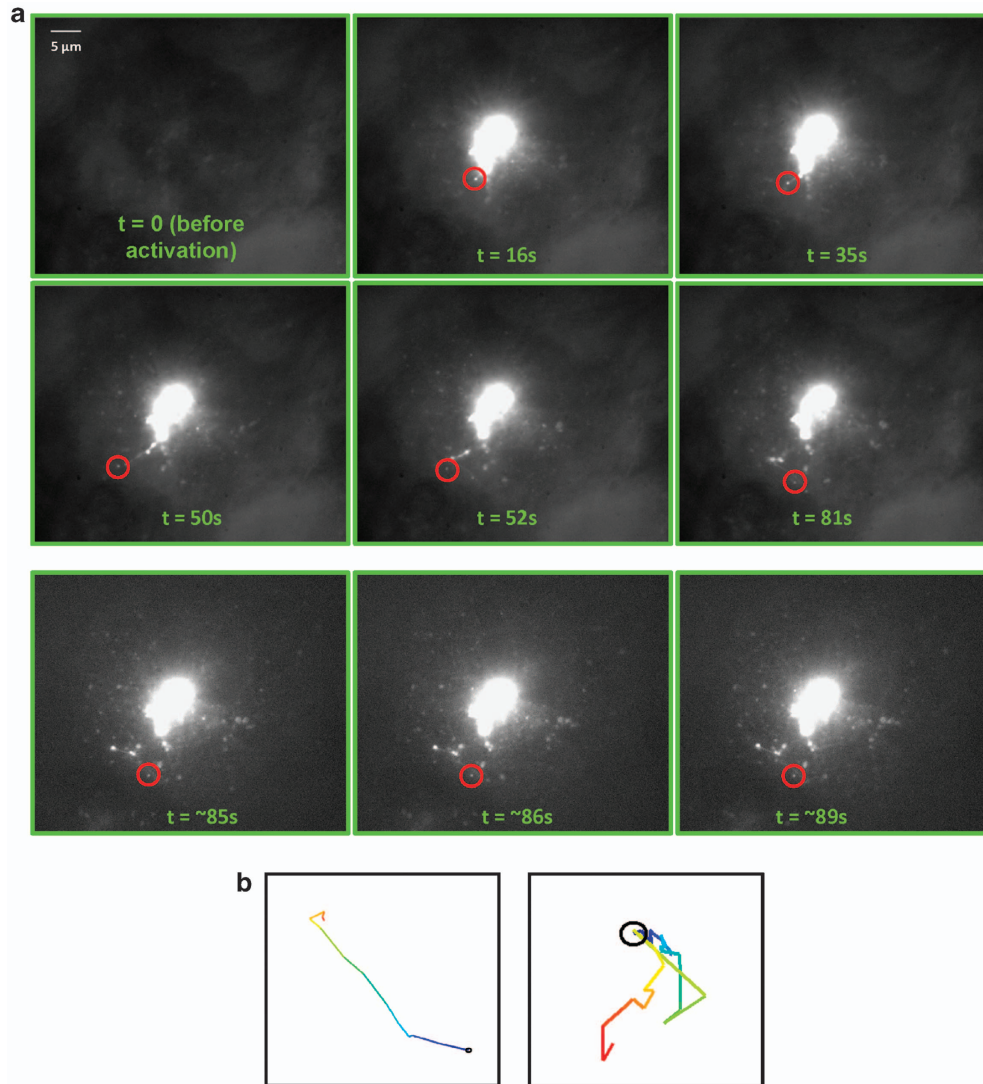 a
5 µm
t = 0 (before
activation)
t = 16s
t = 35s
t = 50s
t = 52s
t = 81s
t = ~85s
t = ~86s
t = ~89s
b